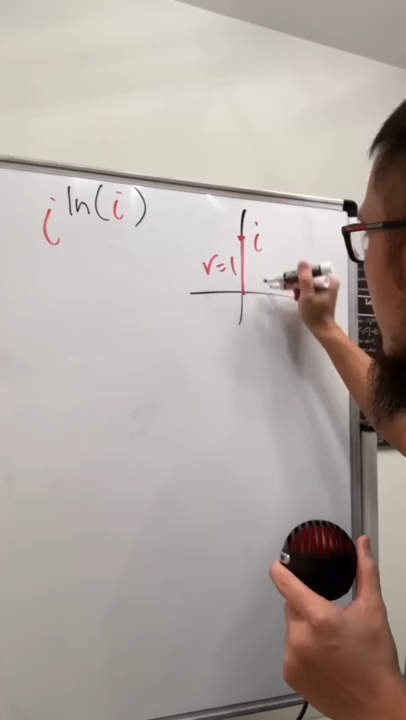 i^ln(i)
i
r=1